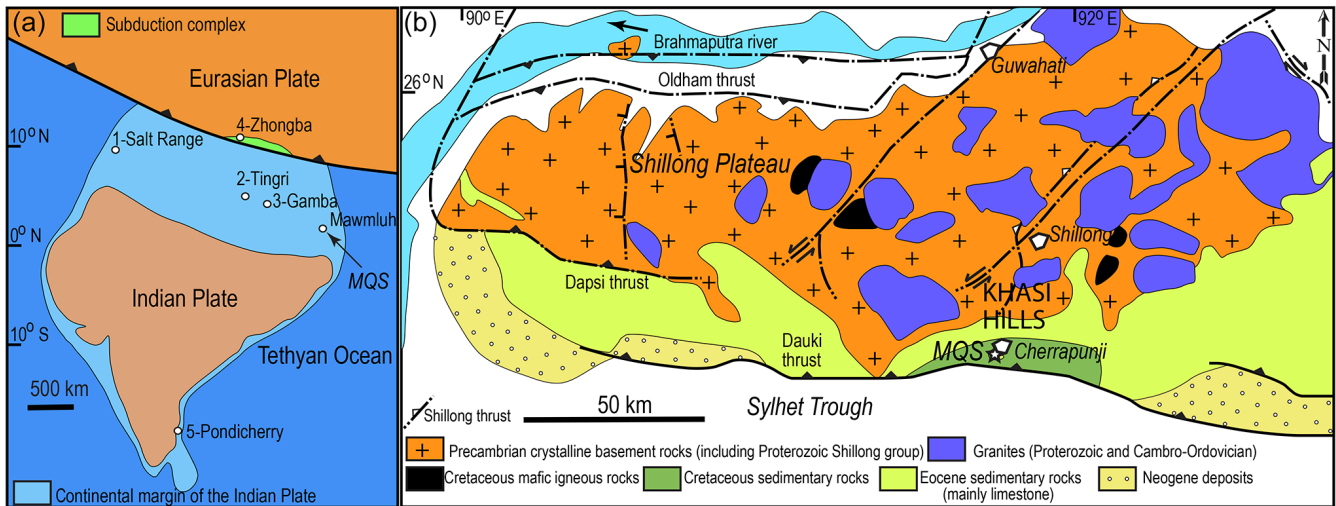 (a)
Subduction complex
Eurasian Plate
10° N
1-Salt Range
4-Zhongba
2-Tingri
3-Gamba
Mawmluh
0° N
MQS
Indian Plate
10° S
Tethyan Ocean
500 km
5-Pondicherry
Continental margin of the Indian Plate
(b)
90° E
92° E
N
Brahmaputra river
Guwahati
26° N
Oldham thrust
Shillong Plateau
Shillong
Dapsi thrust
KHASI
HILLS
Dauki
thrust
MQS
Cherrapunji
Shillong thrust
50 km
Sylhet Trough
Precambrian crystalline basement rocks (including Proterozoic Shillong group)
Granites (Proterozoic and Cambro-Ordovician)
Cretaceous mafic igneous rocks
Cretaceous sedimentary rocks
Eocene sedimentary rocks
(mainly limestone)
Neogene deposits